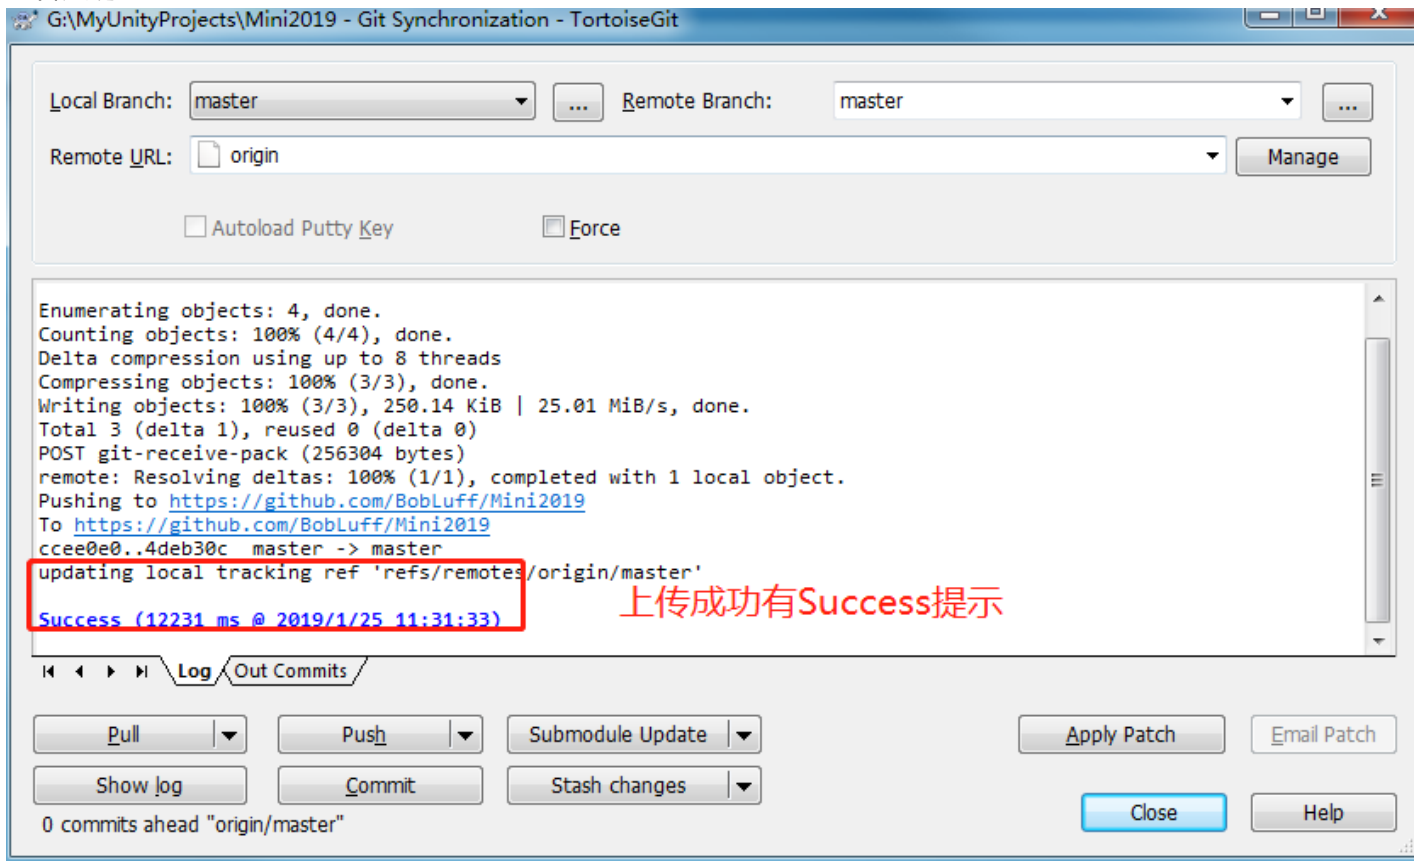 G:\MyUnityProjects\Mini2019 - Git Synchronization - TortoiseGit
Local Branch: master ... Remote Branch: master ...
Remote URL: origin Manage
Autoload Putty Key Force
Enumerating objects: 4, done.
Counting objects: 100% (4/4), done.
Delta compression using up to 8 threads
Compressing objects: 100% (3/3), done.
Writing objects: 100% (3/3), 250.14 KiB | 25.01 MiB/s, done.
Total 3 (delta 1), reused 0 (delta 0)
POST git-receive-pack (256304 bytes)
remote: Resolving deltas: 100% (1/1), completed with 1 local object.
Pushing to https://github.com/BobLuff/Mini2019
To https://github.com/BobLuff/Mini2019
ccee0e0..4deb30c master -> master
updating local tracking ref 'refs/remotes/origin/master'
上传成功有Success提示
Success (12231 ms @ 2019/1/25 11:31:33)
Log Out Commits
Pull Push Submodule Update Apply Patch Email Patch
Show log Commit Stash changes
Close Help
0 commits ahead "origin/master"